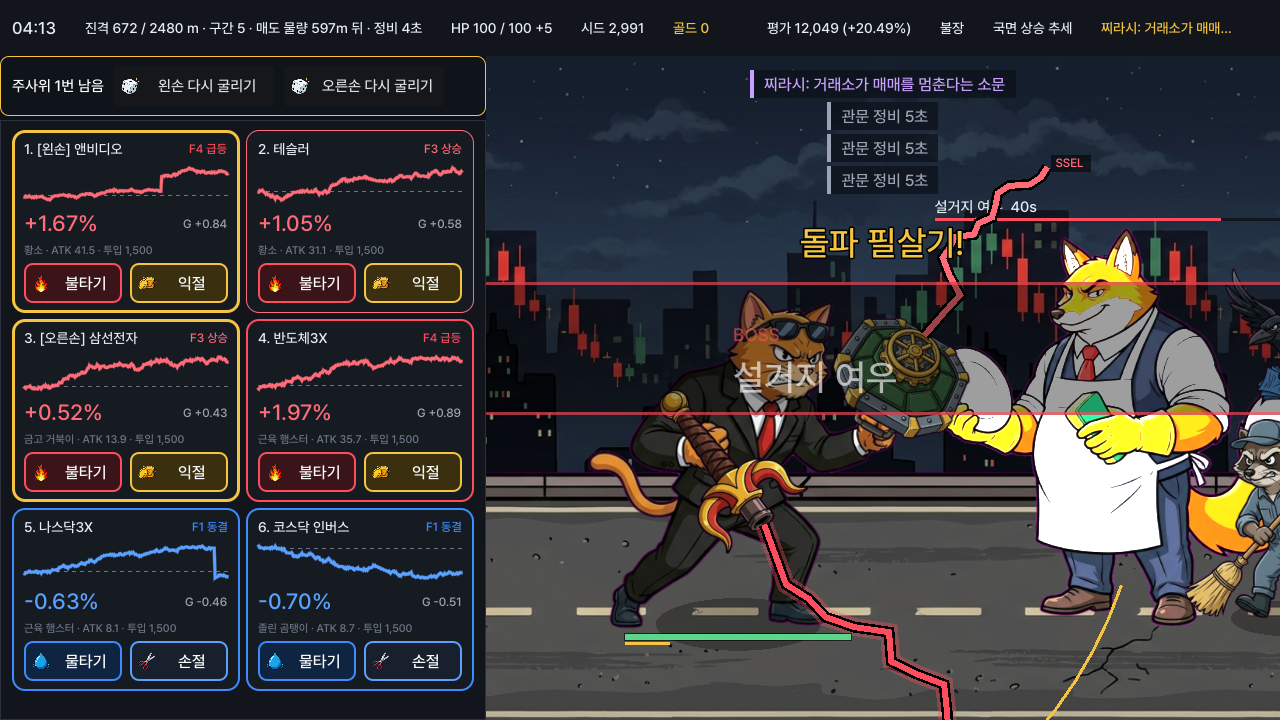 04:13
진격 672 / 2480 m · 구간 5 · 매도 물량 597m 뒤 · 정비 4초
HP 100 / 100 +5
시드 2,991
골드 0
평가 12,049 (+20.49%)
불장
국면 상승 추세
찌라시: 거래소가 매매...
주사위 1번 남음
왼손 다시 굴리기
오른손 다시 굴리기
1. [왼손] 앤비디오
F4 급등
+1.67%
G +0.84
황소 · ATK 41.5 · 투입 1,500
불타기
익절
2. 테슬러
F3 상승
+1.05%
G +0.58
황소 · ATK 31.1 · 투입 1,500
불타기
익절
3. [오른손] 삼선전자
F3 상승
+0.52%
G +0.43
금고 거북이 · ATK 13.9 · 투입 1,500
불타기
익절
4. 반도체3X
F4 급등
+1.97%
G +0.89
근육 햄스터 · ATK 35.7 · 투입 1,500
불타기
익절
5. 나스닥3X
F1 동결
-0.63%
G -0.46
근육 햄스터 · ATK 8.1 · 투입 1,500
물타기
손절
6. 코스닥 인버스
F1 동결
-0.70%
G -0.51
졸린 곰탱이 · ATK 8.7 · 투입 1,500
물타기
손절
찌라시: 거래소가 매매를 멈춘다는 소문
관문 정비 5초
관문 정비 5초
관문 정비 5초
SSEL
설거지 여우 40s
돌파 필살기!
BOSS
설거지 여우